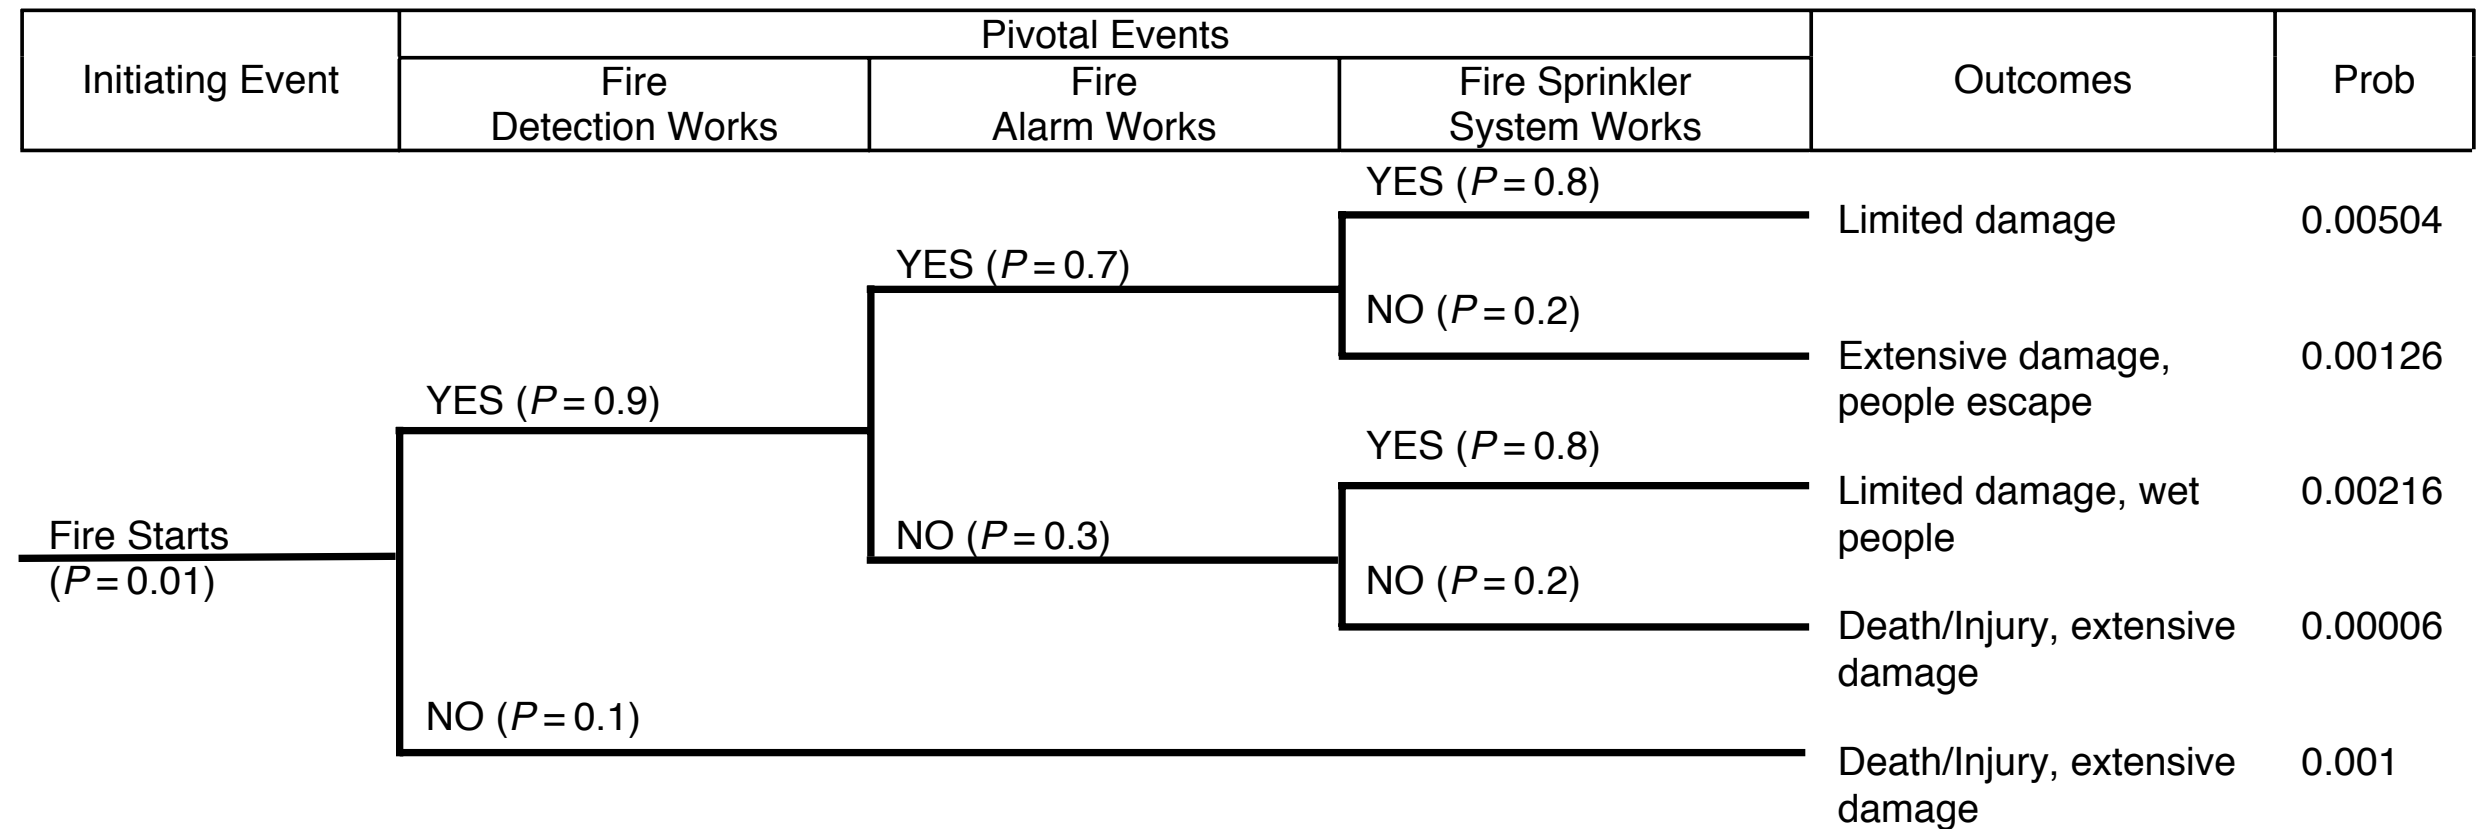 Pivotal Events
Initiating Event
Fire
Detection Works
Fire
Alarm Works
Fire Sprinkler
System Works
Outcomes
Prob
YES (P = 0.8)
Limited damage
0.00504
YES (P = 0.7)
NO (P = 0.2)
Extensive damage,
people escape
0.00126
YES (P = 0.9)
YES (P = 0.8)
Limited damage, wet
people
0.00216
Fire Starts
(P = 0.01)
NO (P = 0.3)
NO (P = 0.2)
Death/Injury, extensive
damage
0.00006
NO (P = 0.1)
Death/Injury, extensive
damage
0.001